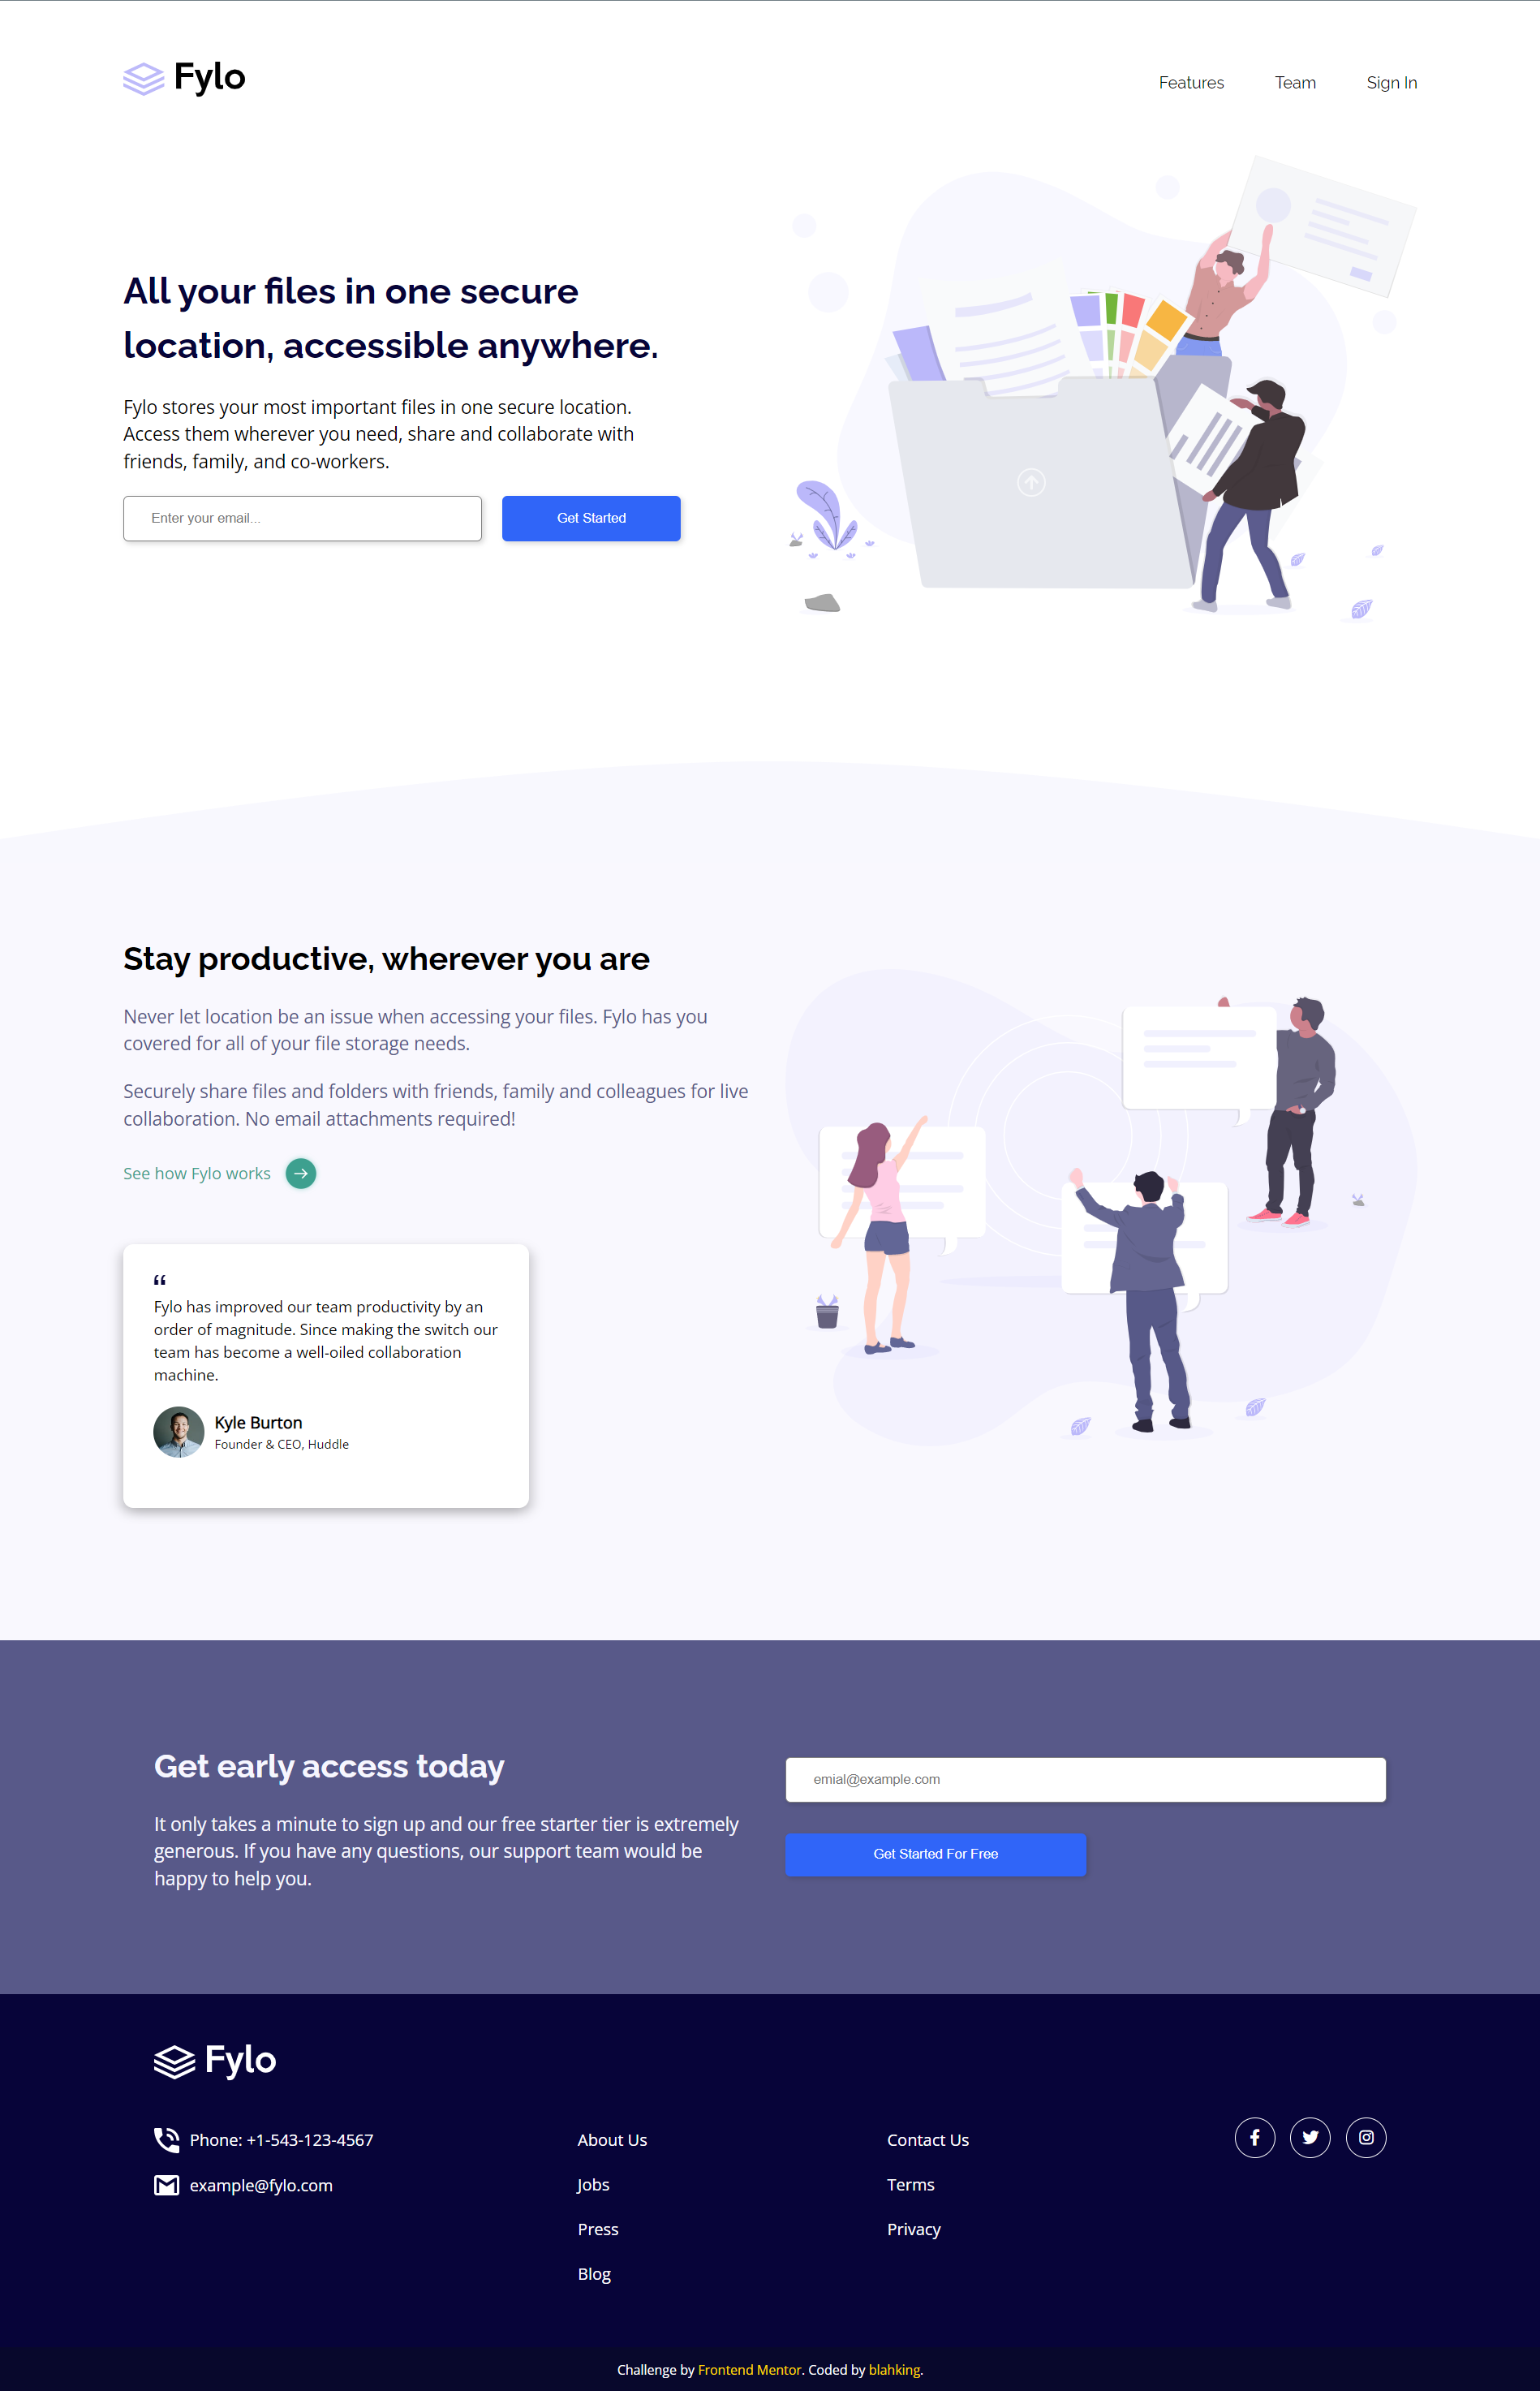 Fylo
Features
Team
Sign In
All your files in one secure
location, accessible anywhere.
Fylo stores your most important files in one secure location.
Access them wherever you need, share and collaborate with
friends, family, and co-workers.
Enter your email...
Get Started
Stay productive, wherever you are
Never let location be an issue when accessing your files. Fylo has you
covered for all of your file storage needs.
Securely share files and folders with friends, family and colleagues for live
collaboration. No email attachments required!
See how Fylo works
“
Fylo has improved our team productivity by an
order of magnitude. Since making the switch our
team has become a well-oiled collaboration
machine.
Kyle Burton
Founder & CEO, Huddle
Get early access today
It only takes a minute to sign up and our free starter tier is extremely
generous. If you have any questions, our support team would be
happy to help you.
emial@example.com
Get Started For Free
Fylo
Phone: +1-543-123-4567
example@fylo.com
About Us
Jobs
Press
Blog
Contact Us
Terms
Privacy
Challenge by Frontend Mentor. Coded by blahking.